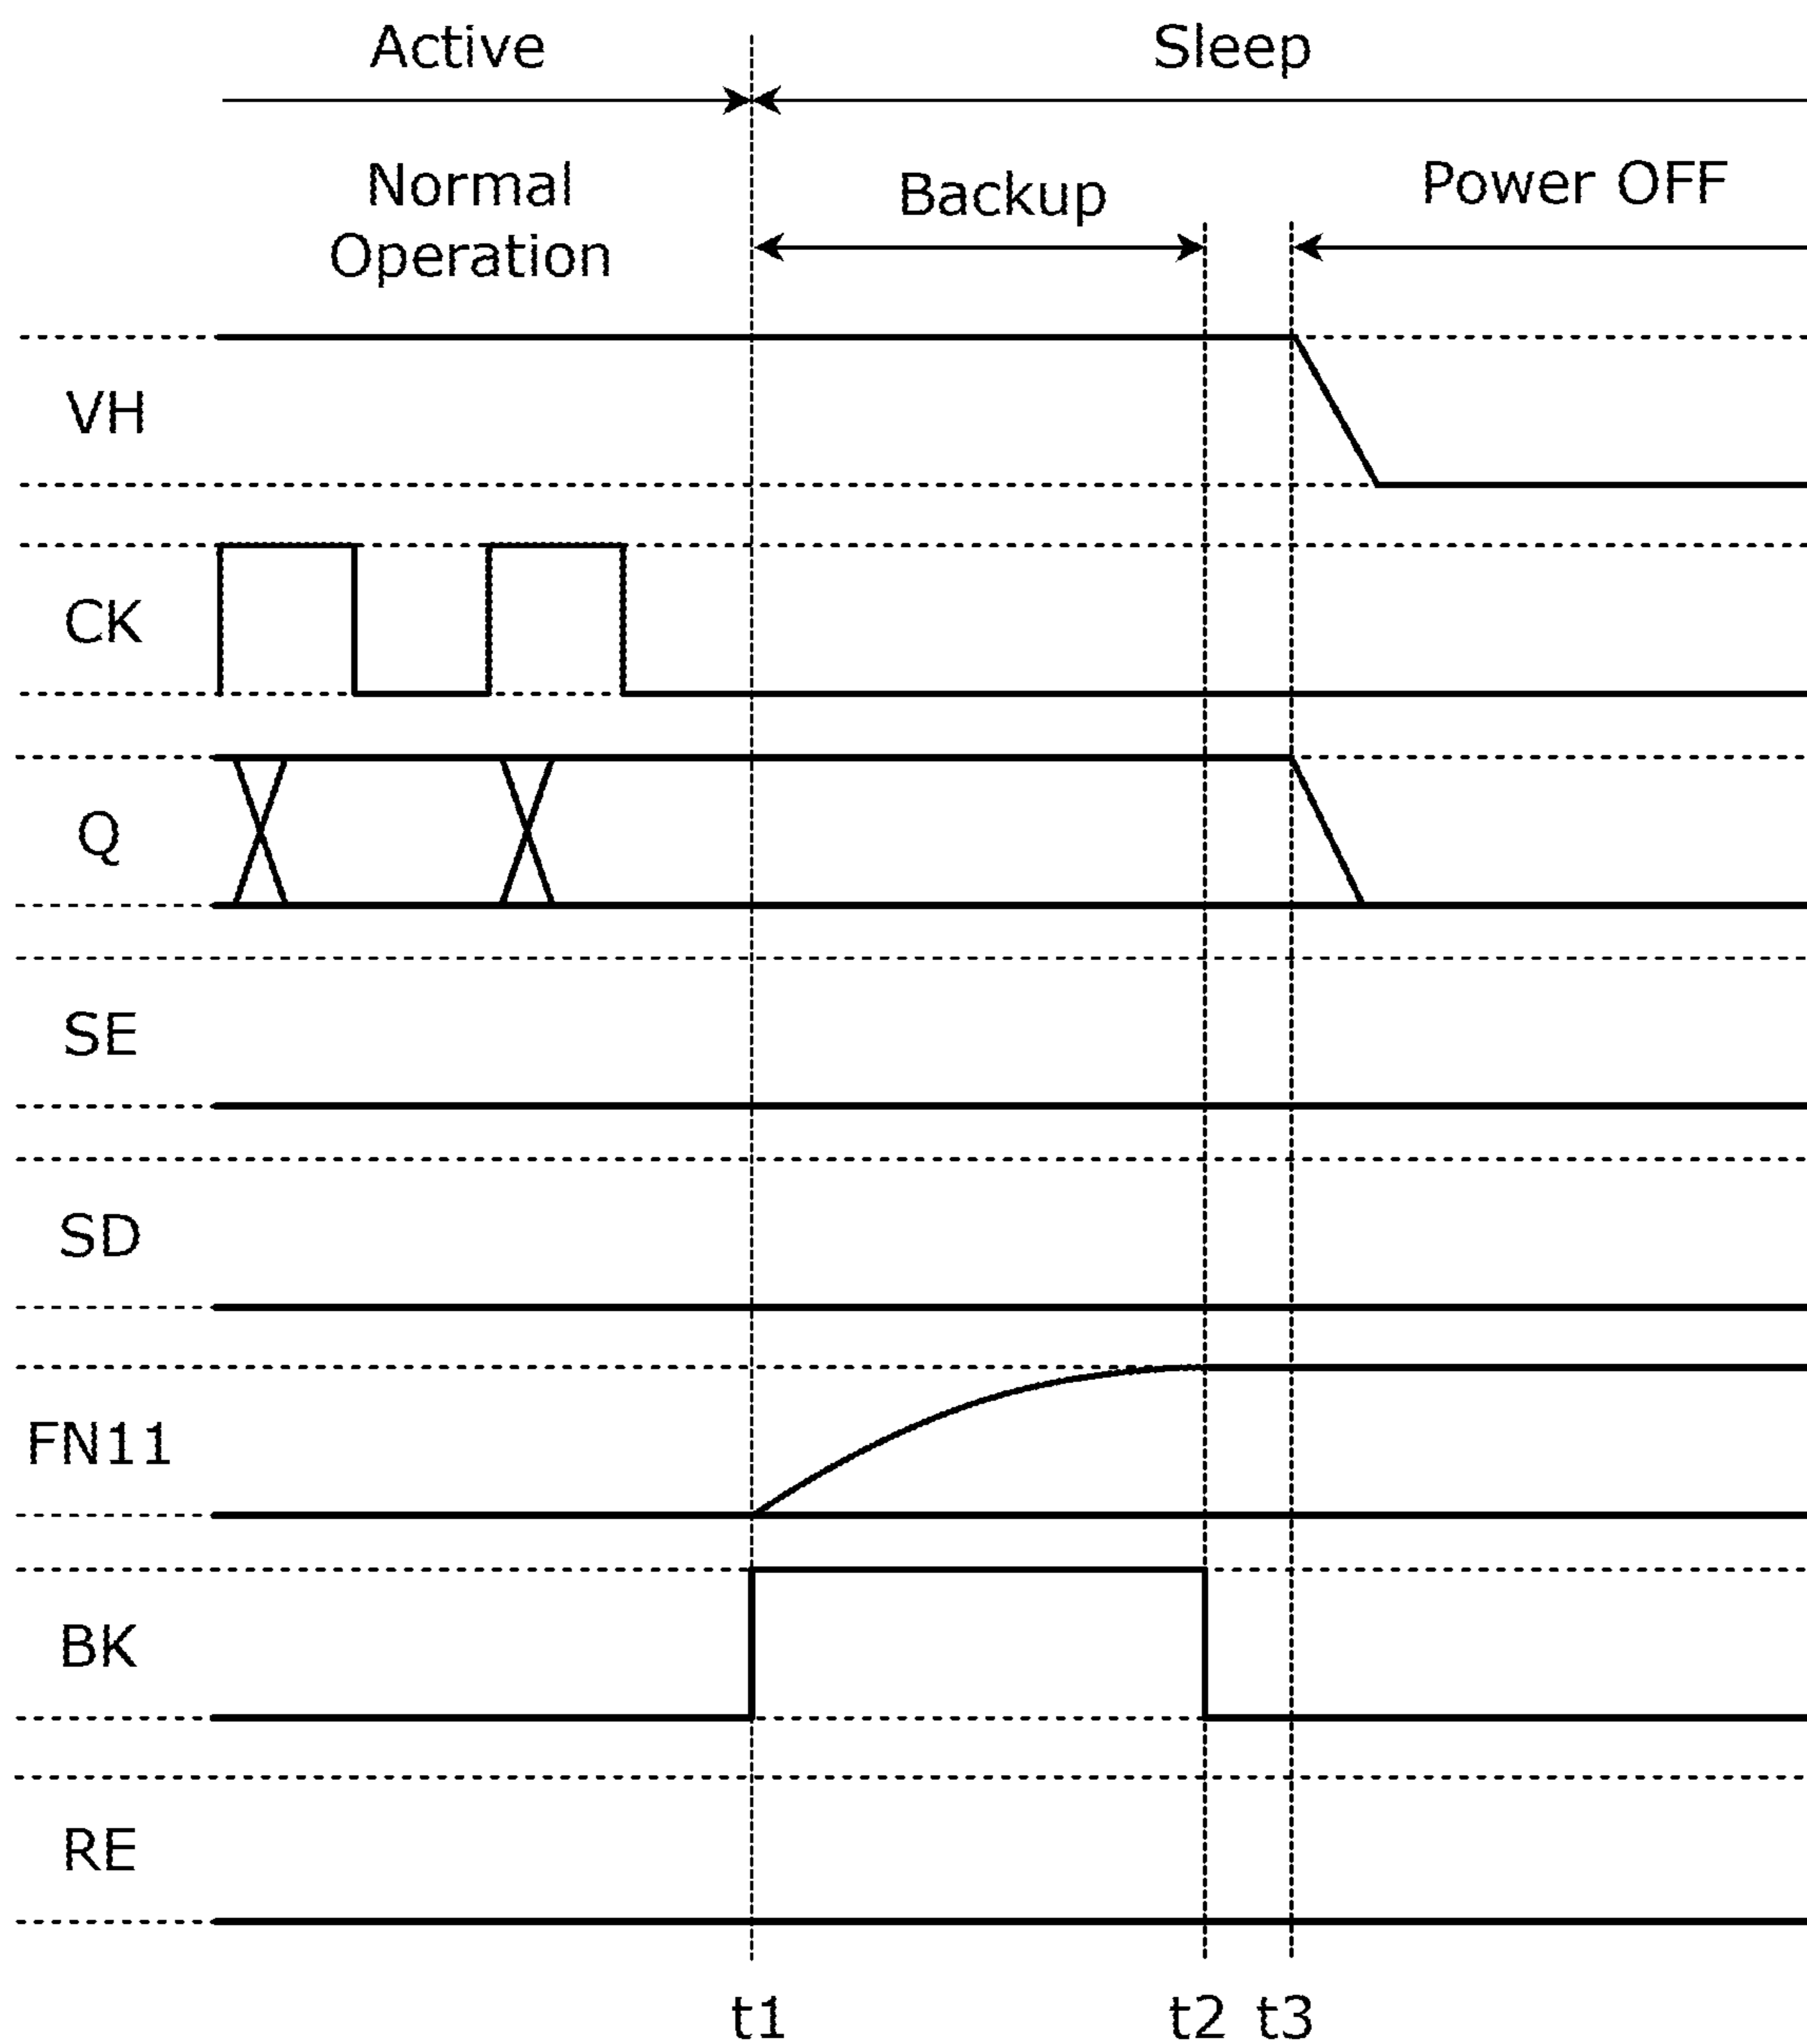 Active
Sleep
Normal
Operation
Backup
Power OFF
VH
CK
Q
SE
SD
FN11
BK
RE
t1
t2
t3